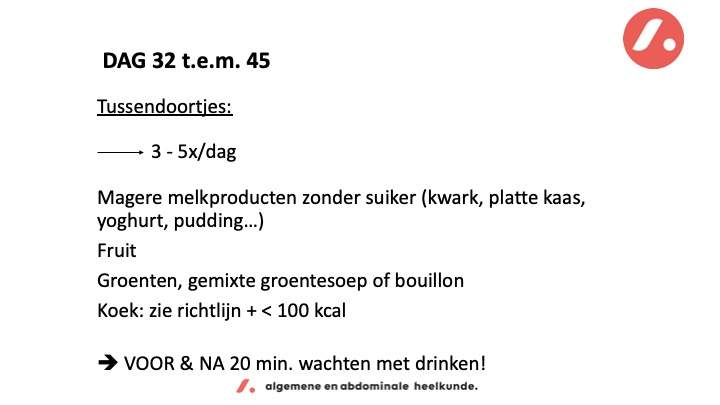 DAG 32 t.e.m. 45
Tussendoortjes:
3 - 5x/dag
Magere melkproducten zonder suiker (kwark, platte kaas,
yoghurt, pudding…)
Fruit
Groenten, gemixte groentesoep of bouillon
Koek: zie richtlijn + < 100 kcal
➔ VOOR & NA 20 min. wachten met drinken!
algemene en abdominale heelkunde.